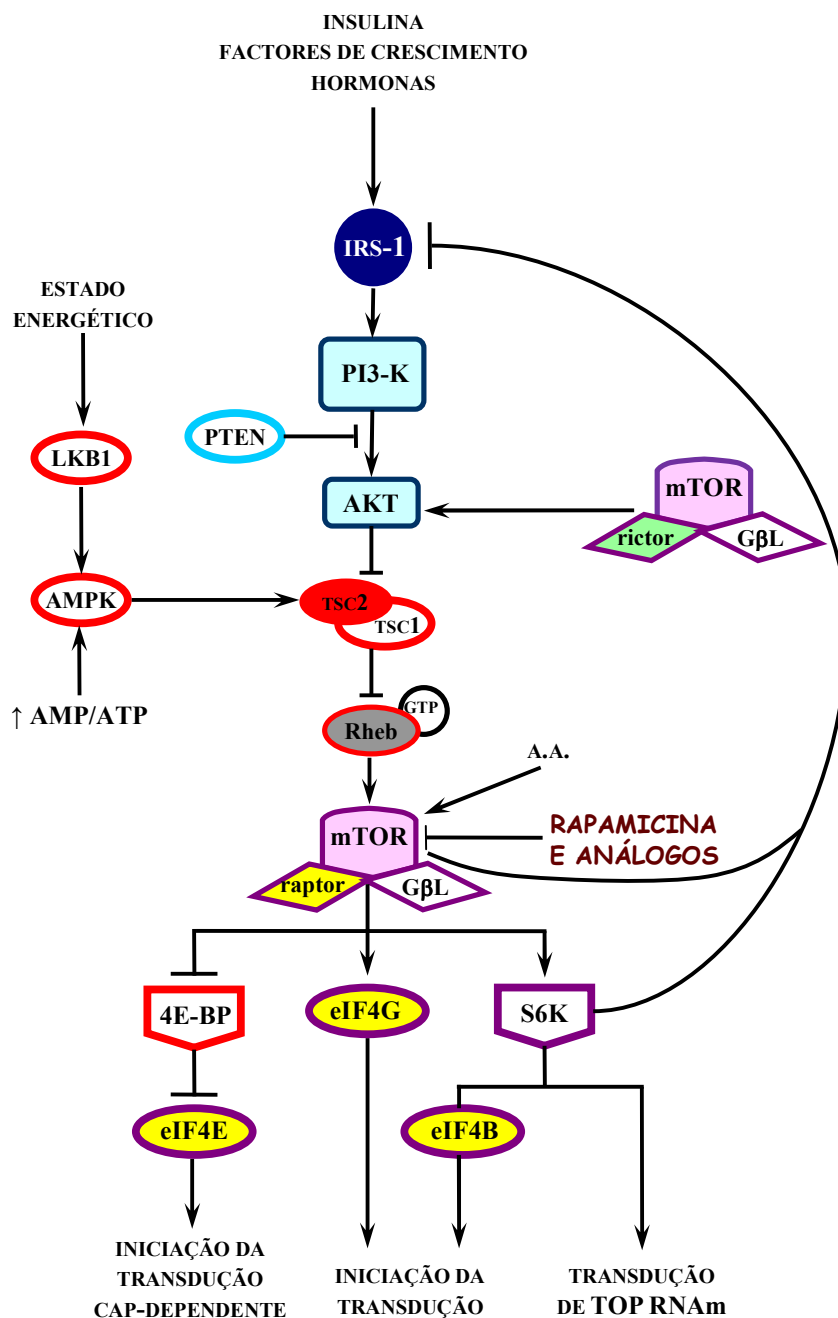 INSULINA
FACTORES DE CRESCIMENTO
HORMONAS
IRS-1
ESTADO
ENERGÉTICO
PI3-K
PTEN
LKB1
mTOR
AKT
rictor
GβL
AMPK
TSC2
TSC1
↑ AMP/ATP
GTP
Rheb
A.A.
RAPAMICINA
E ANÁLOGOS
mTOR
raptor
GβL
4E-BP
eIF4G
S6K
eIF4E
eIF4B
INICIAÇÃO DA
TRANSDUÇÃO
CAP-DEPENDENTE
INICIAÇÃO DA
TRANSDUÇÃO
TRANSDUÇÃO
DE TOP RNAm